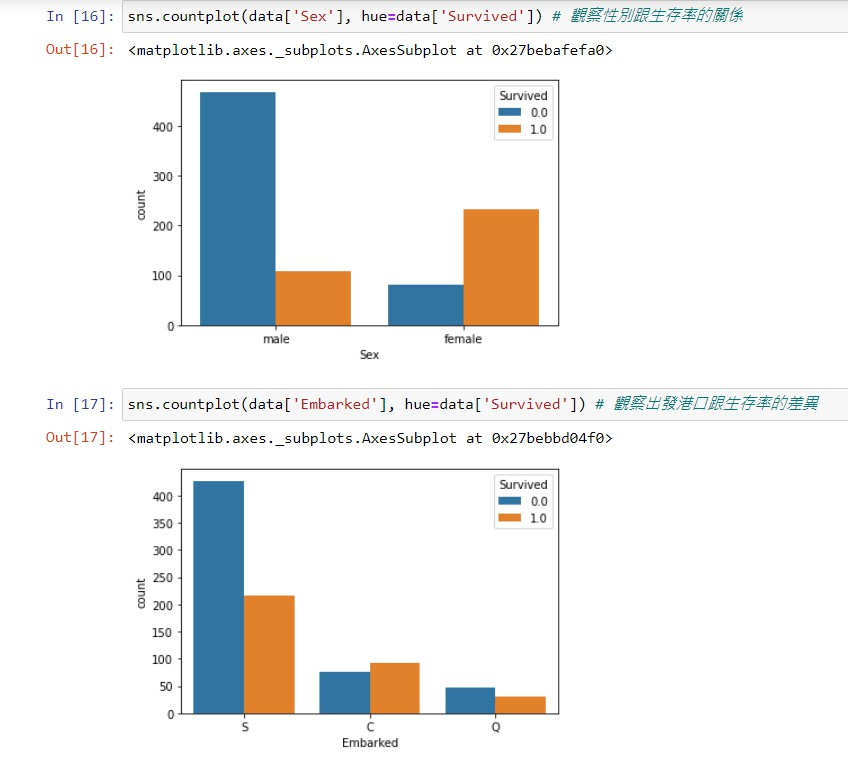 In [16]: sns.countplot(data['Sex'], hue=data['Survived']) # 觀察性別跟生存率的關係
Out[16]: <matplotlib.axes._subplots.AxesSubplot at 0x27bebafefa0>
Survived
0.0
1.0
400
300
200
100
0
count
male female
Sex
In [17]: sns.countplot(data['Embarked'], hue=data['Survived']) # 觀察出發港口跟生存率的差異
Out[17]: <matplotlib.axes._subplots.AxesSubplot at 0x27bebbd04f0>
Survived
0.0
1.0
400
350
300
250
200
150
100
50
0
count
S C Q
Embarked